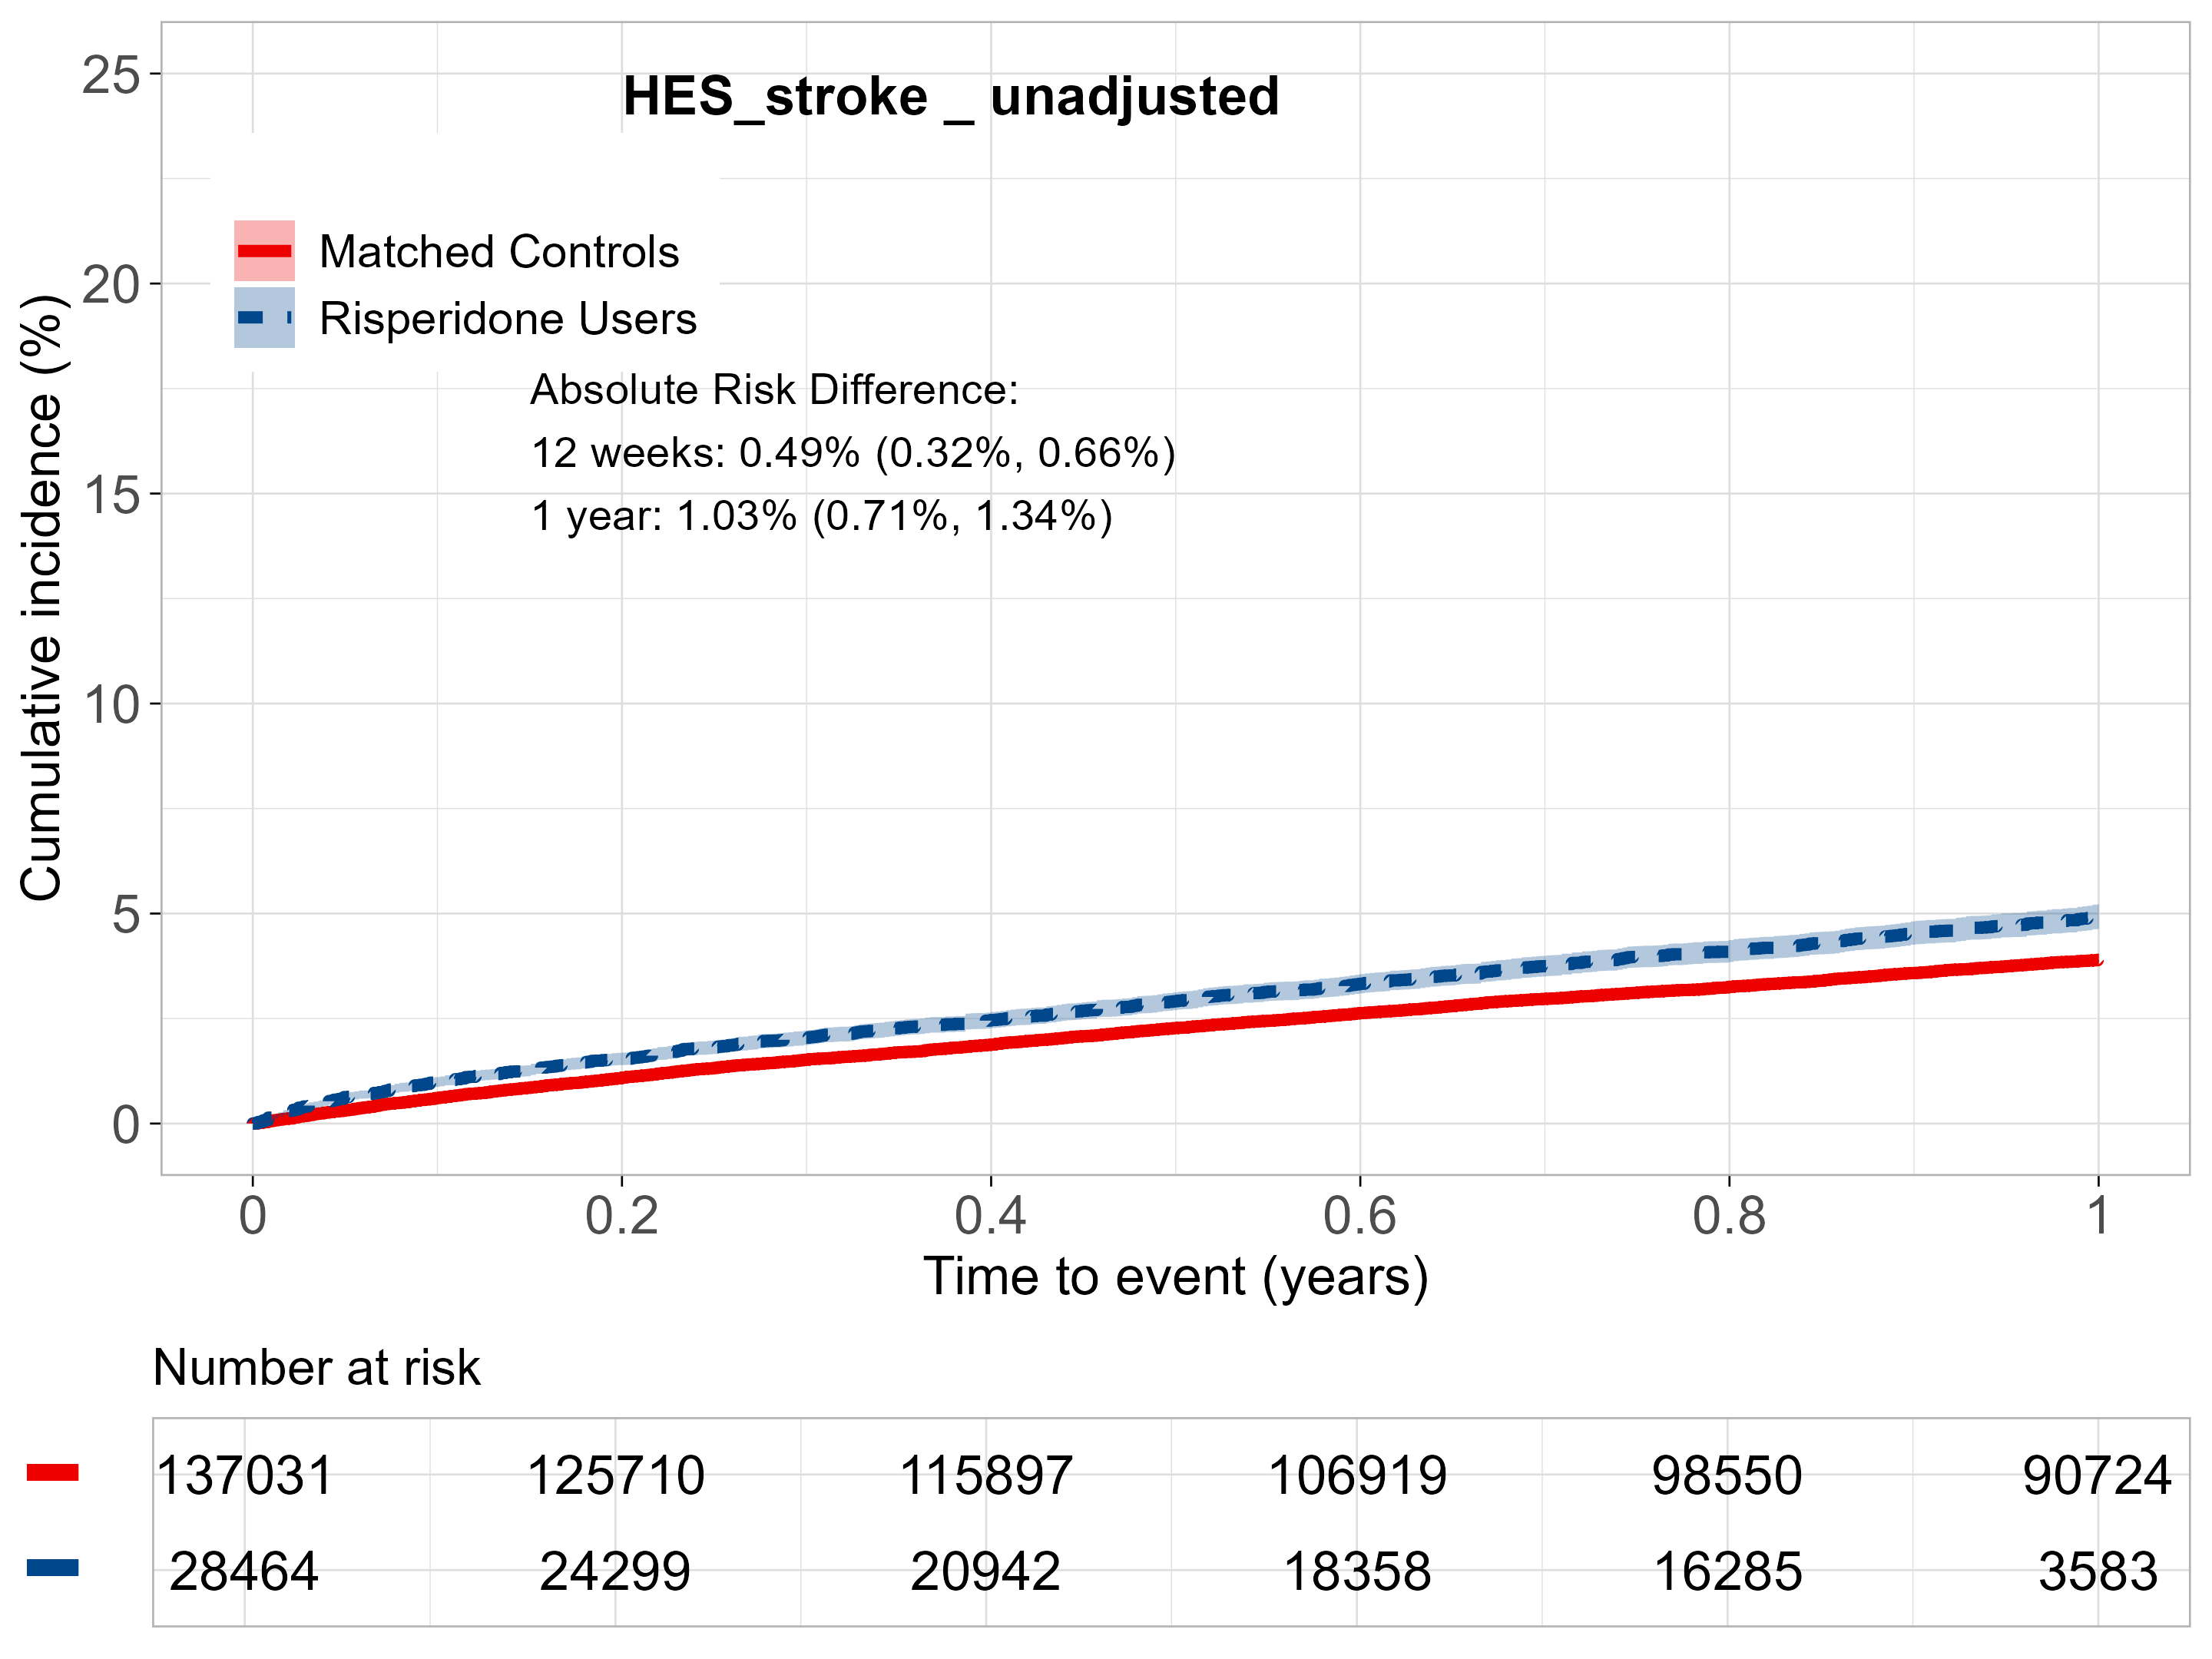 HES_stroke _ unadjusted
Matched Controls
Risperidone Users
Absolute Risk Difference:
12 weeks: 0.49% (0.32%, 0.66%)
1 year: 1.03% (0.71%, 1.34%)
Cumulative incidence (%)
25
20
15
10
5
0
0 0.2 0.4 0.6 0.8 1
Time to event (years)
Number at risk
137031 125710 115897 106919 98550 90724
28464 24299 20942 18358 16285 3583